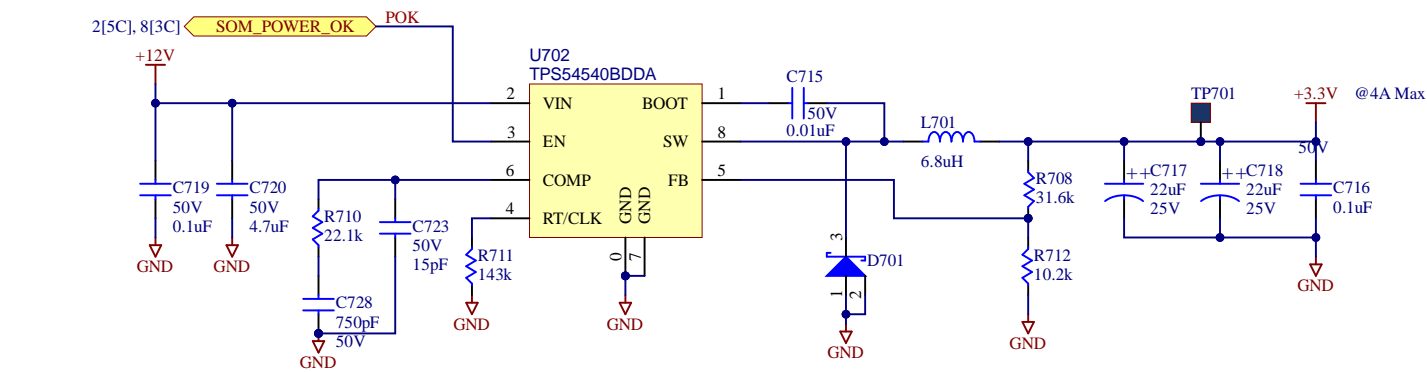 2[5C], 8[3C]
SOM_POWER_OK
POK
+12V
U702
TPS54540BDDA
2
VIN
3
EN
6
COMP
4
RT/CLK
BOOT
1
SW
8
FB
5
GND
GND
0
7
GND
C719
50V
0.1uF
GND
C720
50V
4.7uF
GND
R710
22.1k
C723
50V
15pF
C728
750pF
50V
GND
R711
143k
GND
C715
50V
0.01uF
L701
6.8uH
3
D701
1
2
GND
R708
31.6k
R712
10.2k
GND
TP701
+3.3V
@4A Max
50V
++
C717
22uF
25V
++
C718
22uF
25V
C716
0.1uF
GND